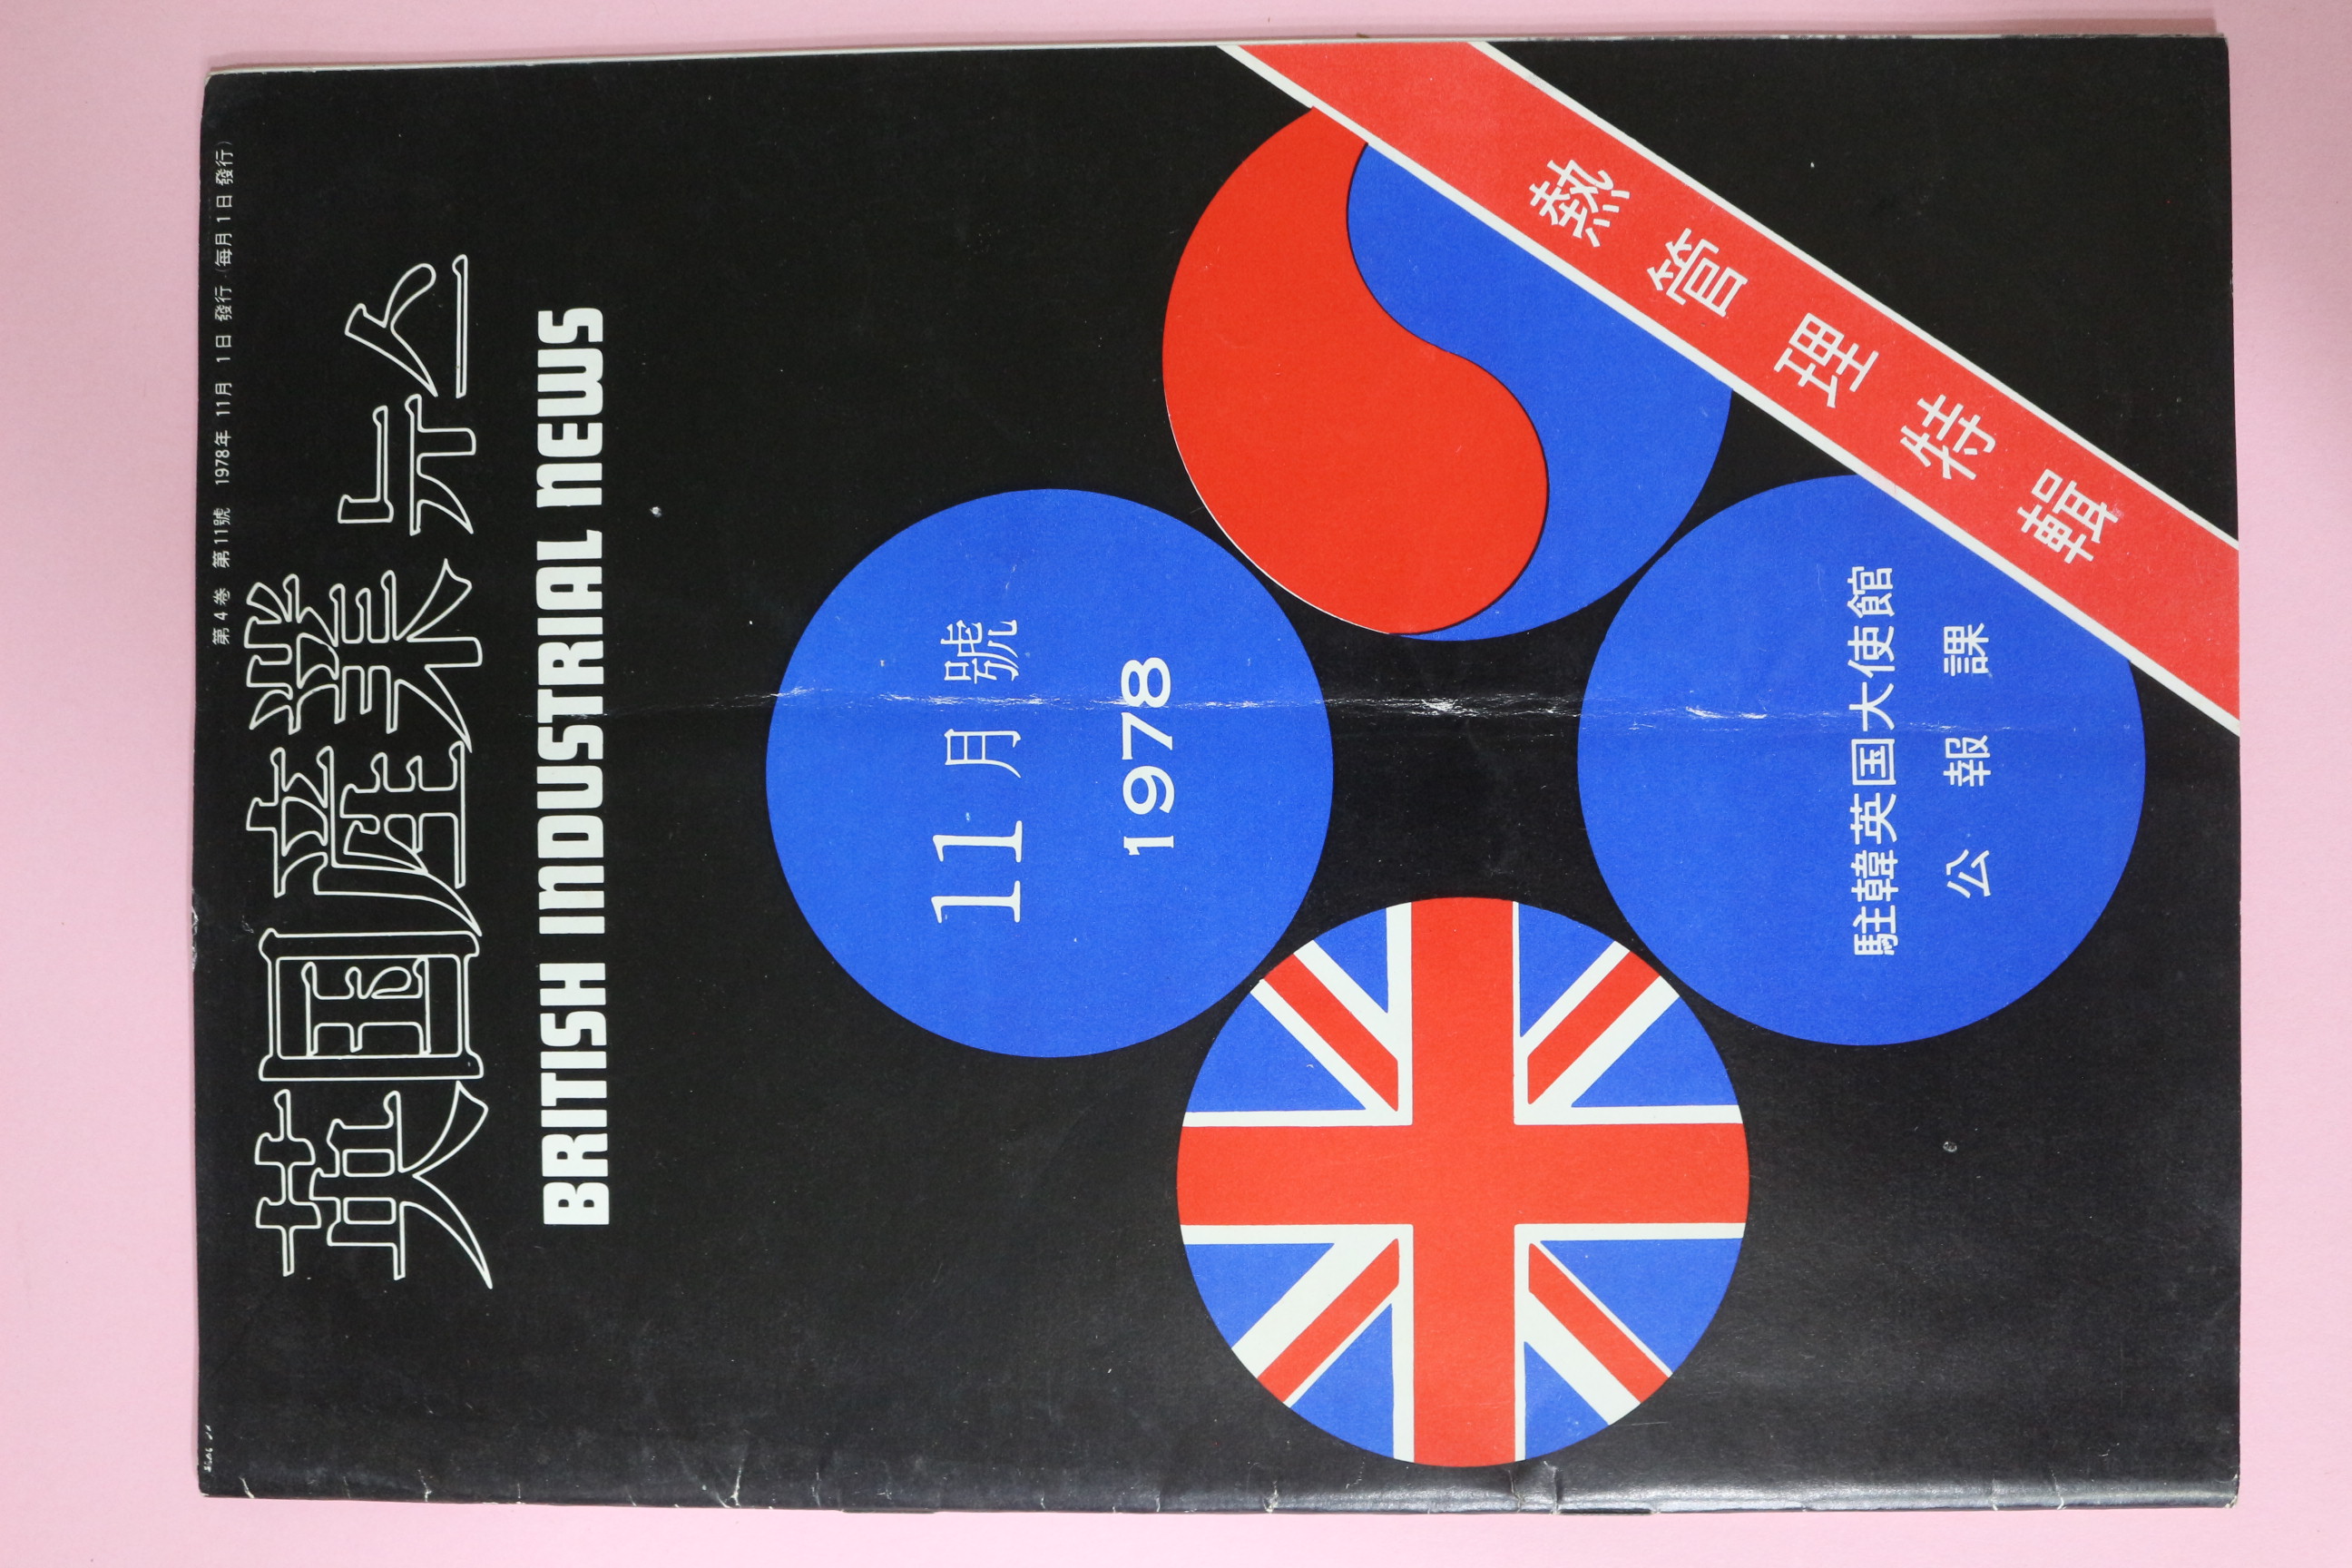 第4巻 第11號 1978年 11月 1日 發行 (每月1日發行)
英国產業뉴스
BRITISH INDUSTRIAL NEWS
11月號
1978
熱管理特輯
駐韓英国大使館
公報課